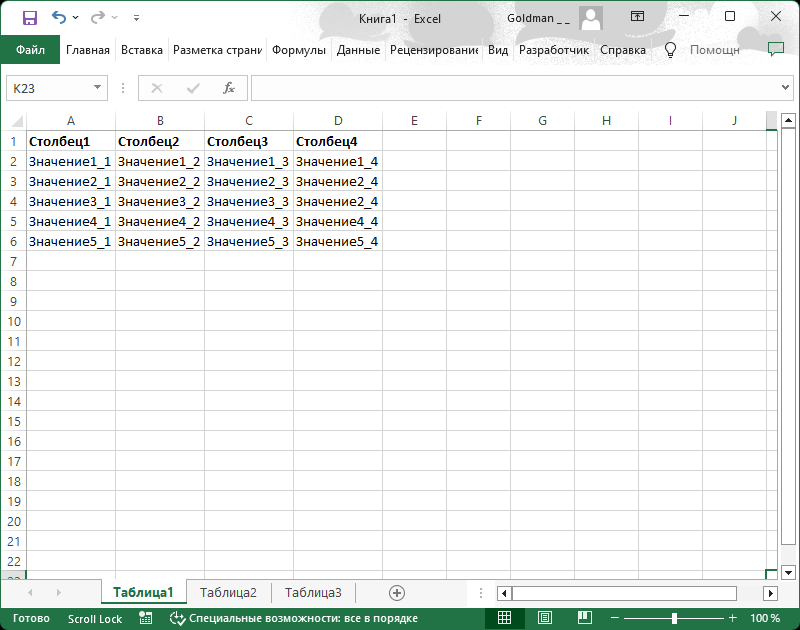 Книга1 - Excel
Goldman _ _
Файл Главная Вставка Разметка страни Формулы Данные Рецензировани Вид Разработчик Справка Помощн
K23 fx
A B C D E F G H I J
1 Столбец1 Столбец2 Столбец3 Столбец4
2 Значение1_1 Значение1_2 Значение1_3 Значение1_4
3 Значение2_1 Значение2_2 Значение2_3 Значение2_4
4 Значение3_1 Значение3_2 Значение3_3 Значение2_4
5 Значение4_1 Значение4_2 Значение4_3 Значение4_4
6 Значение5_1 Значение5_2 Значение5_3 Значение5_4
7
8
9
10
11
12
13
14
15
16
17
18
19
20
21
22
Таблица1 Таблица2 Таблица3
Готово Scroll Lock Специальные возможности: все в порядке 100 %